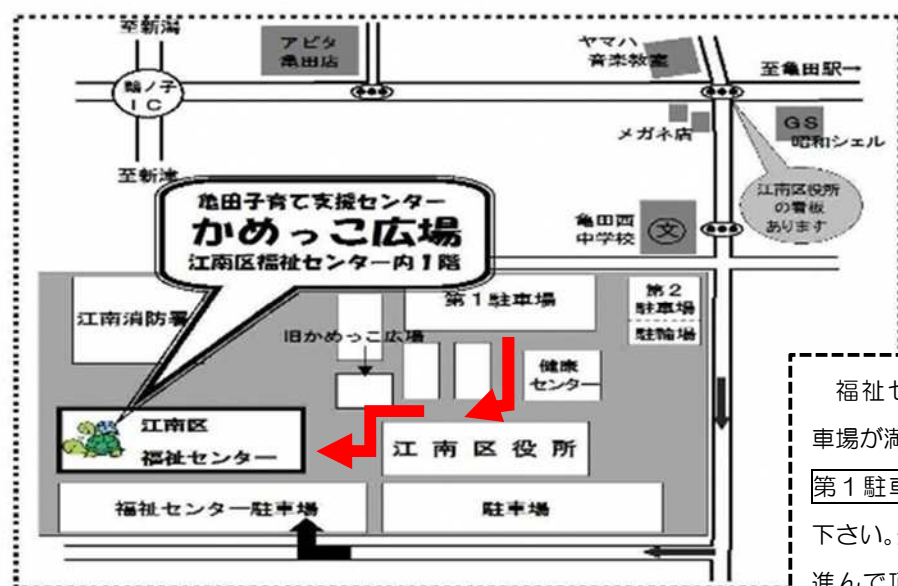 至新潟
アピタ
亀田店
ヤマハ
音楽教室
至亀田駅→
鵜ノ子
IC
メガネ店
GS
昭和シェル
至新津
江南区役所
の看板
あります
亀田子育て支援センター
かめっこ広場
江南区福祉センター内1階
亀田西
中学校
文
江南消防署
第1駐車場
第2
駐車場
駐輪場
旧かめっこ広場
健康
センター
江南区
福祉センター
江南区役所
福祉センター駐車場
駐車場
福祉セ
車場が満
第1駐車
下さい。
進んで